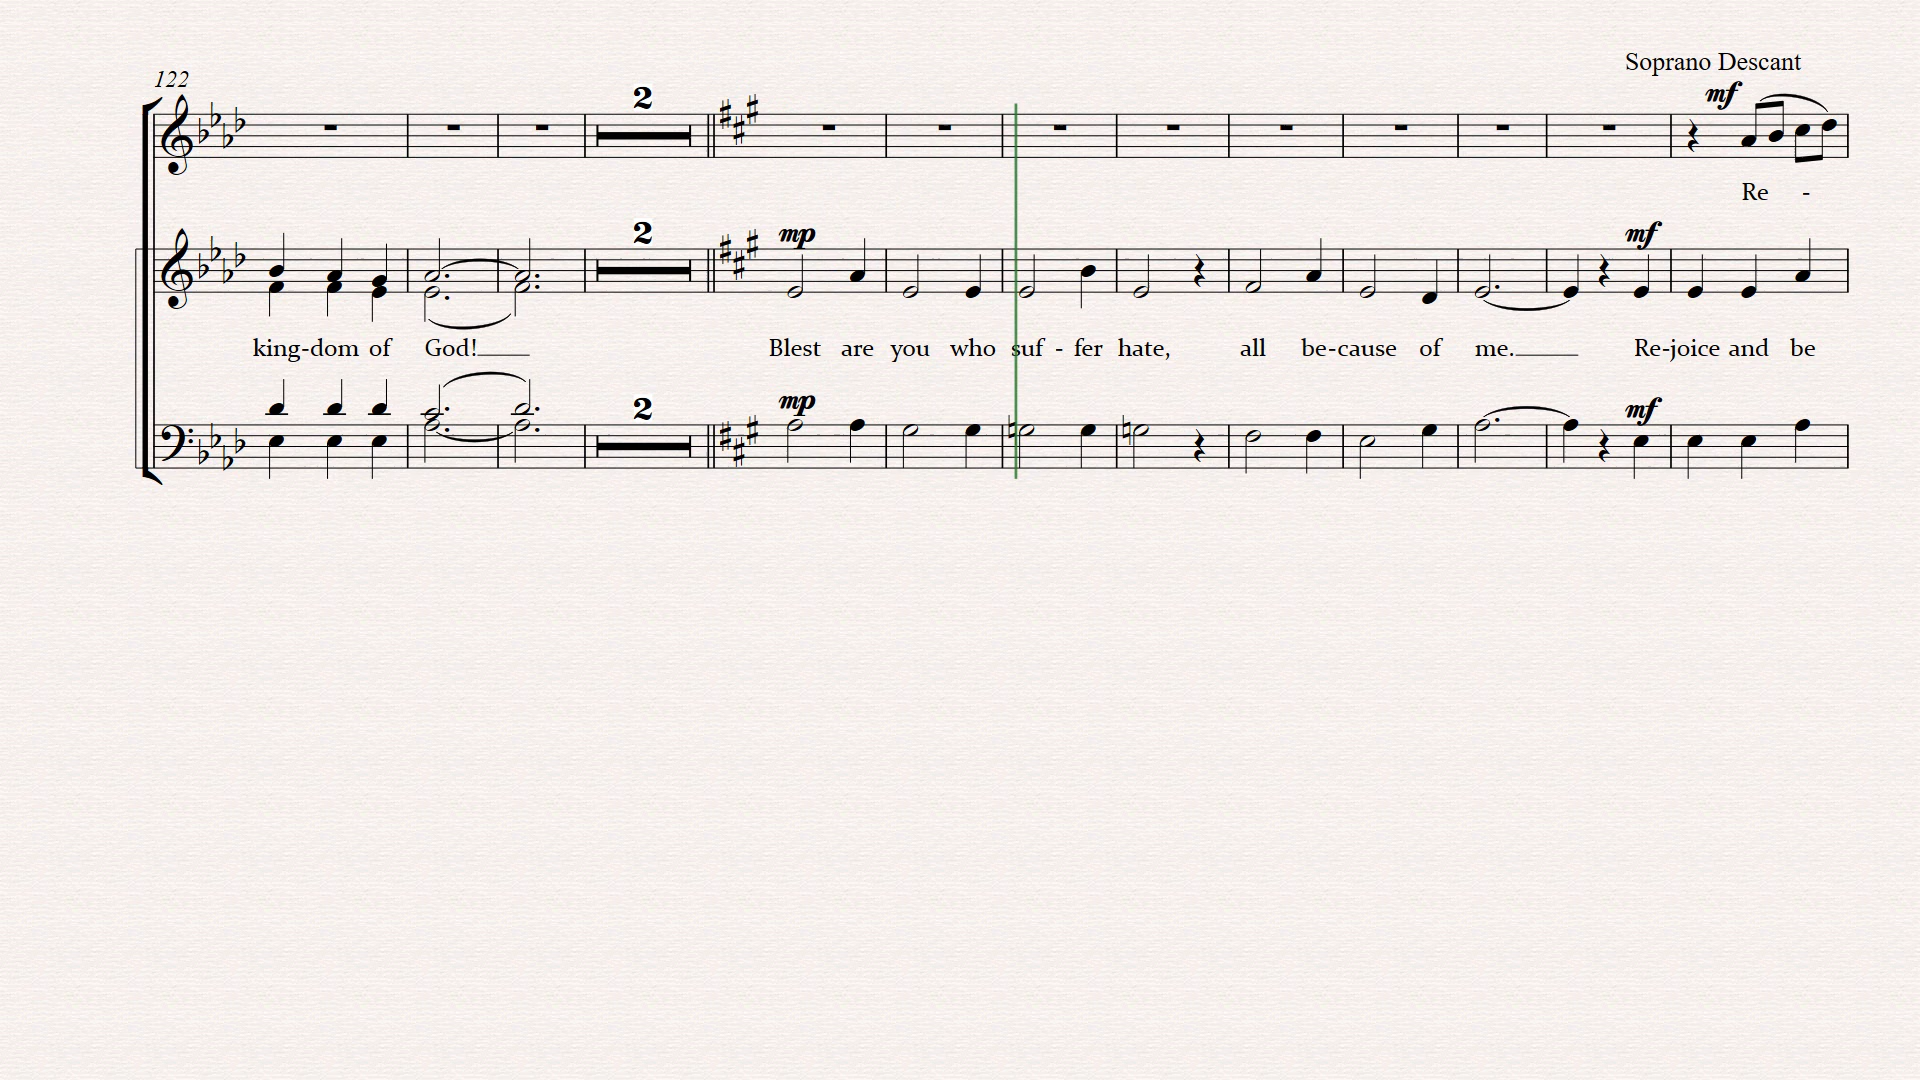 Soprano Descant
122
mf
2
Re -
2
mp
mf
king-dom of God! Blest are you who suf - fer hate, all be-cause of me. Re-joice and be
2
mp
mf